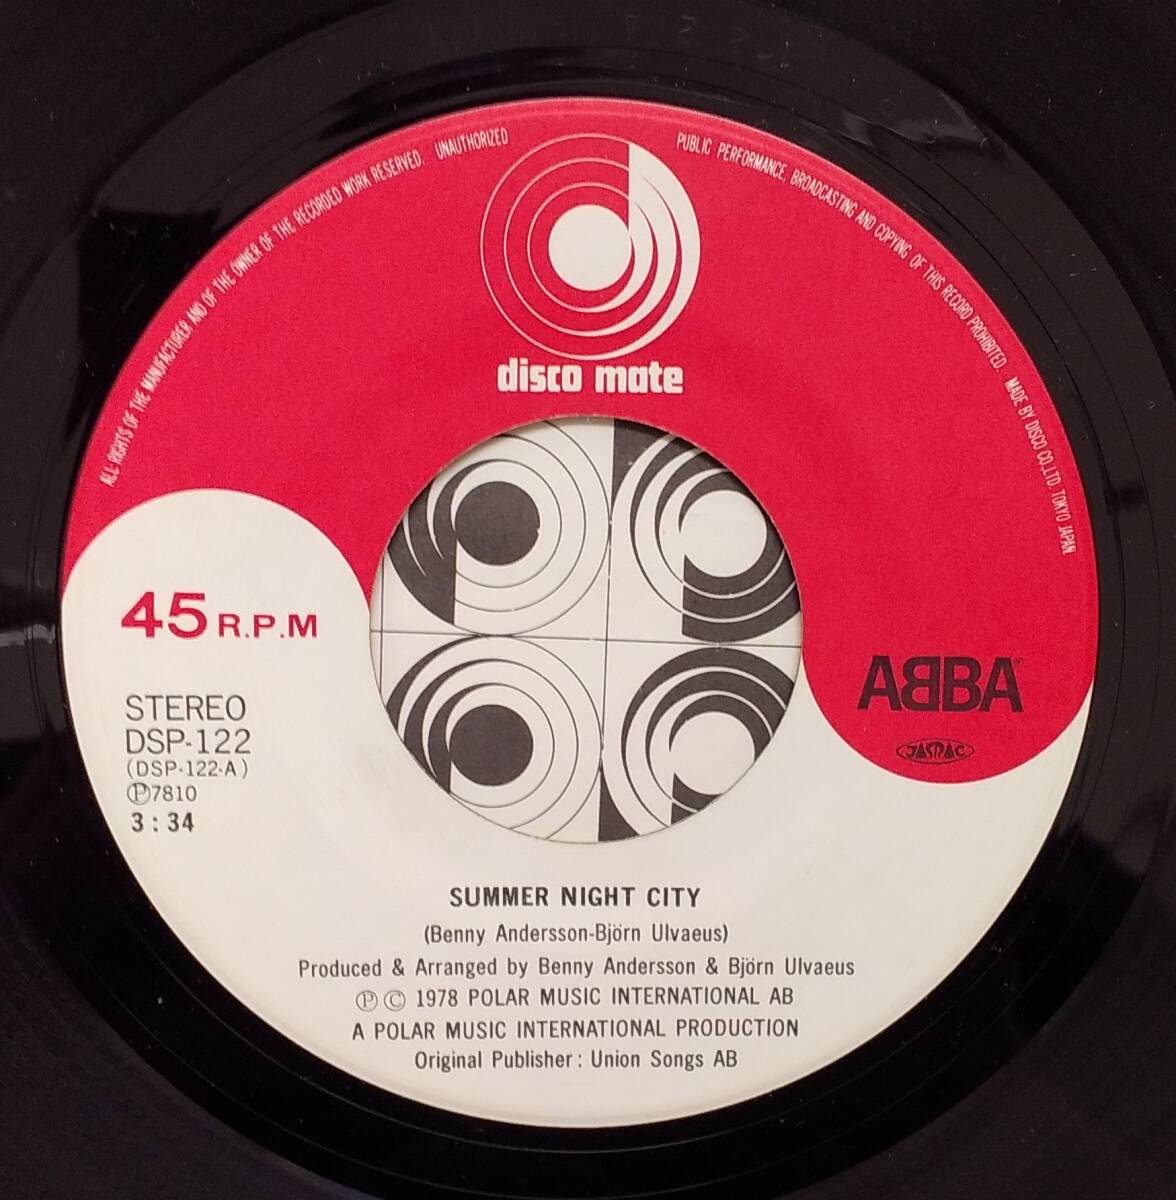 ALL RIGHTS OF THE MANUFACTURER AND OF THE OWNER OF THE RECORDED WORK RESERVED. UNAUTHORIZED
PUBLIC PERFORMANCE, BROADCASTING AND COPYING OF THIS RECORD PROHIBITED. MADE BY DISCO CO.,LTD. TOKYO JAPAN.
disco mate
45 R.P.M
STEREO
DSP-122
(DSP-122-A)
Ⓟ7810
3:34
ABBA
JASRAC
SUMMER NIGHT CITY
(Benny Andersson-Björn Ulvaeus)
Produced & Arranged by Benny Andersson & Björn Ulvaeus
Ⓟ Ⓒ 1978 POLAR MUSIC INTERNATIONAL AB
A POLAR MUSIC INTERNATIONAL PRODUCTION
Original Publisher: Union Songs AB